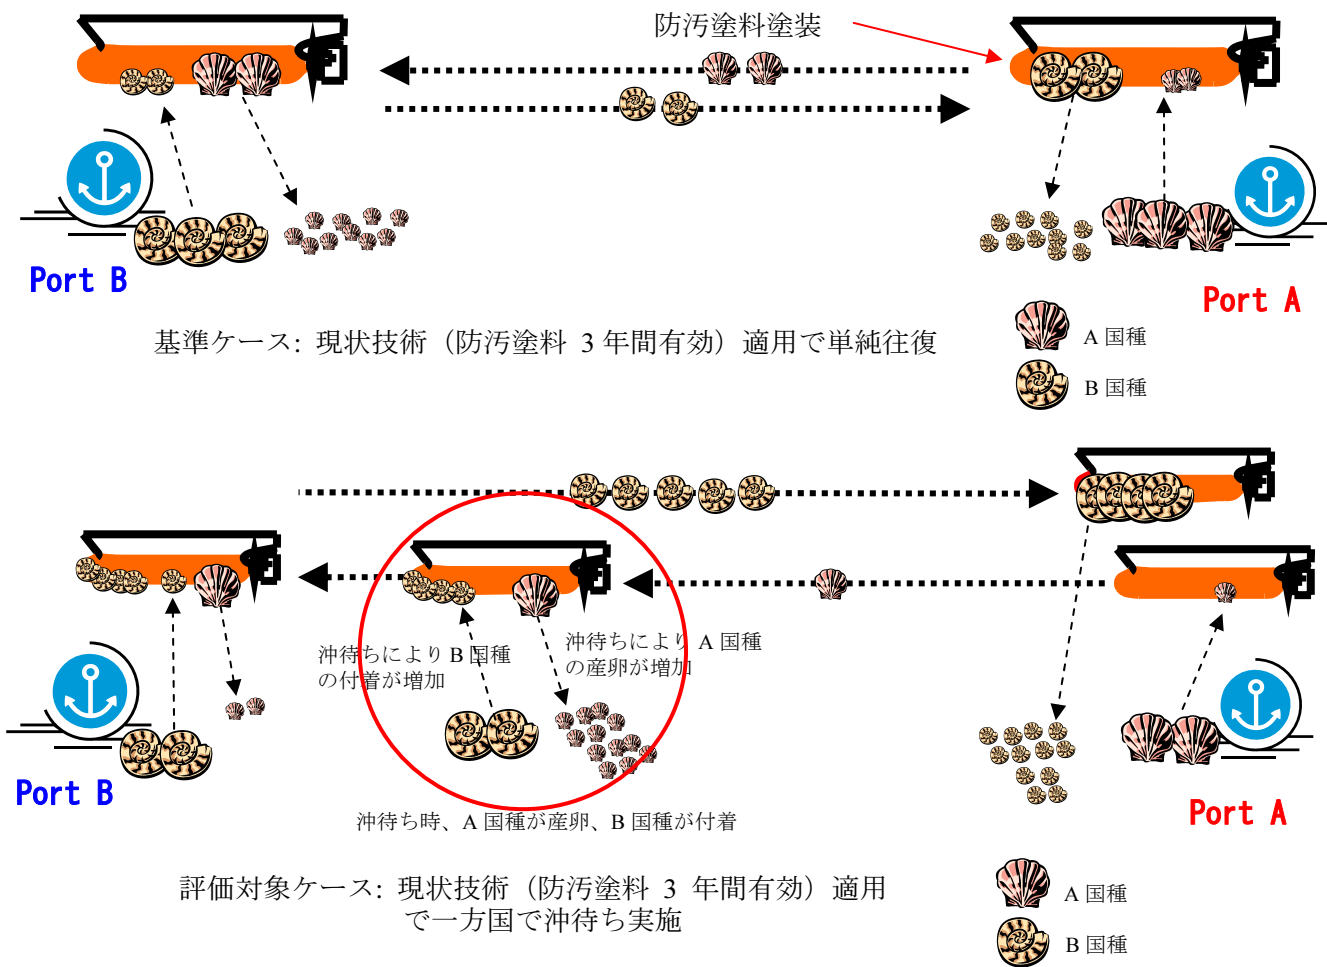 防汚塗料塗装
Port B
Port A
基準ケース: 現状技術（防汚塗料 3 年間有効）適用で単純往復
A 国種
B 国種
沖待ちにより B 国種
の付着が増加
沖待ちにより A 国種
の産卵が増加
Port B
Port A
沖待ち時、A 国種が産卵、B 国種が付着
評価対象ケース: 現状技術（防汚塗料 3 年間有効）適用
で一方国で沖待ち実施
A 国種
B 国種